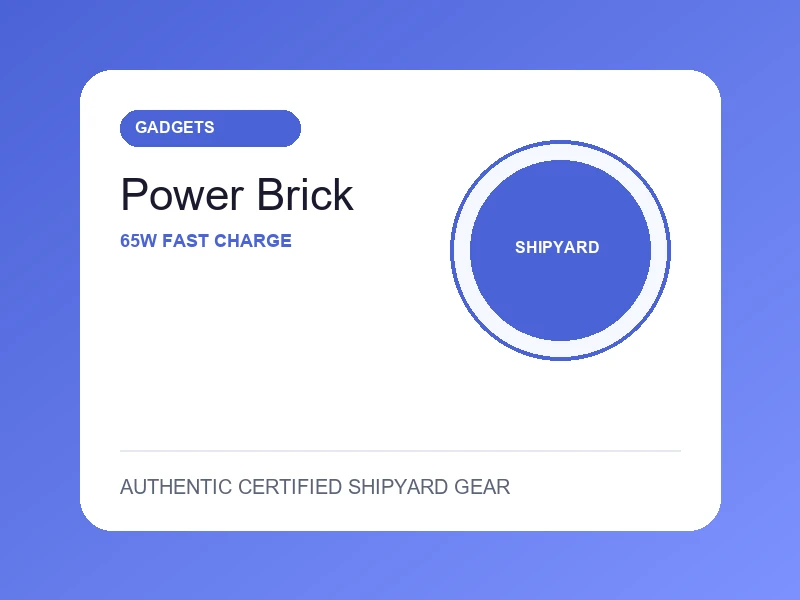 GADGETS
Power Brick
65W FAST CHARGE
SHIPYARD
AUTHENTIC CERTIFIED SHIPYARD GEAR